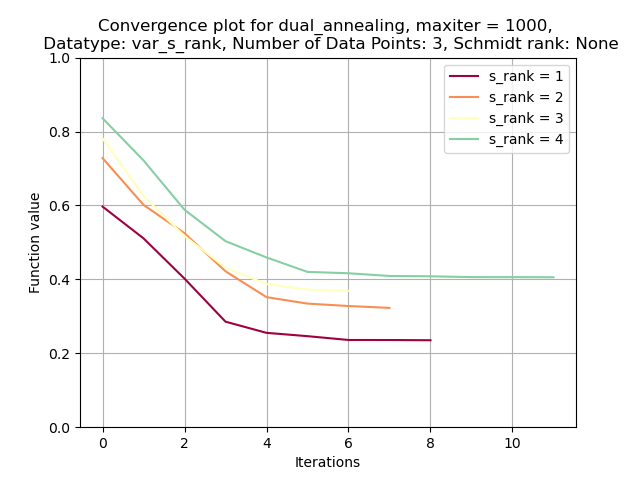 Convergence plot for dual_annealing, maxiter = 1000,
Datatype: var_s_rank, Number of Data Points: 3, Schmidt rank: None
1.0
s_rank = 1
s_rank = 2
s_rank = 3
s_rank = 4
0.8
0.6
0.4
0.2
0.0
Function value
0 2 4 6 8 10
Iterations